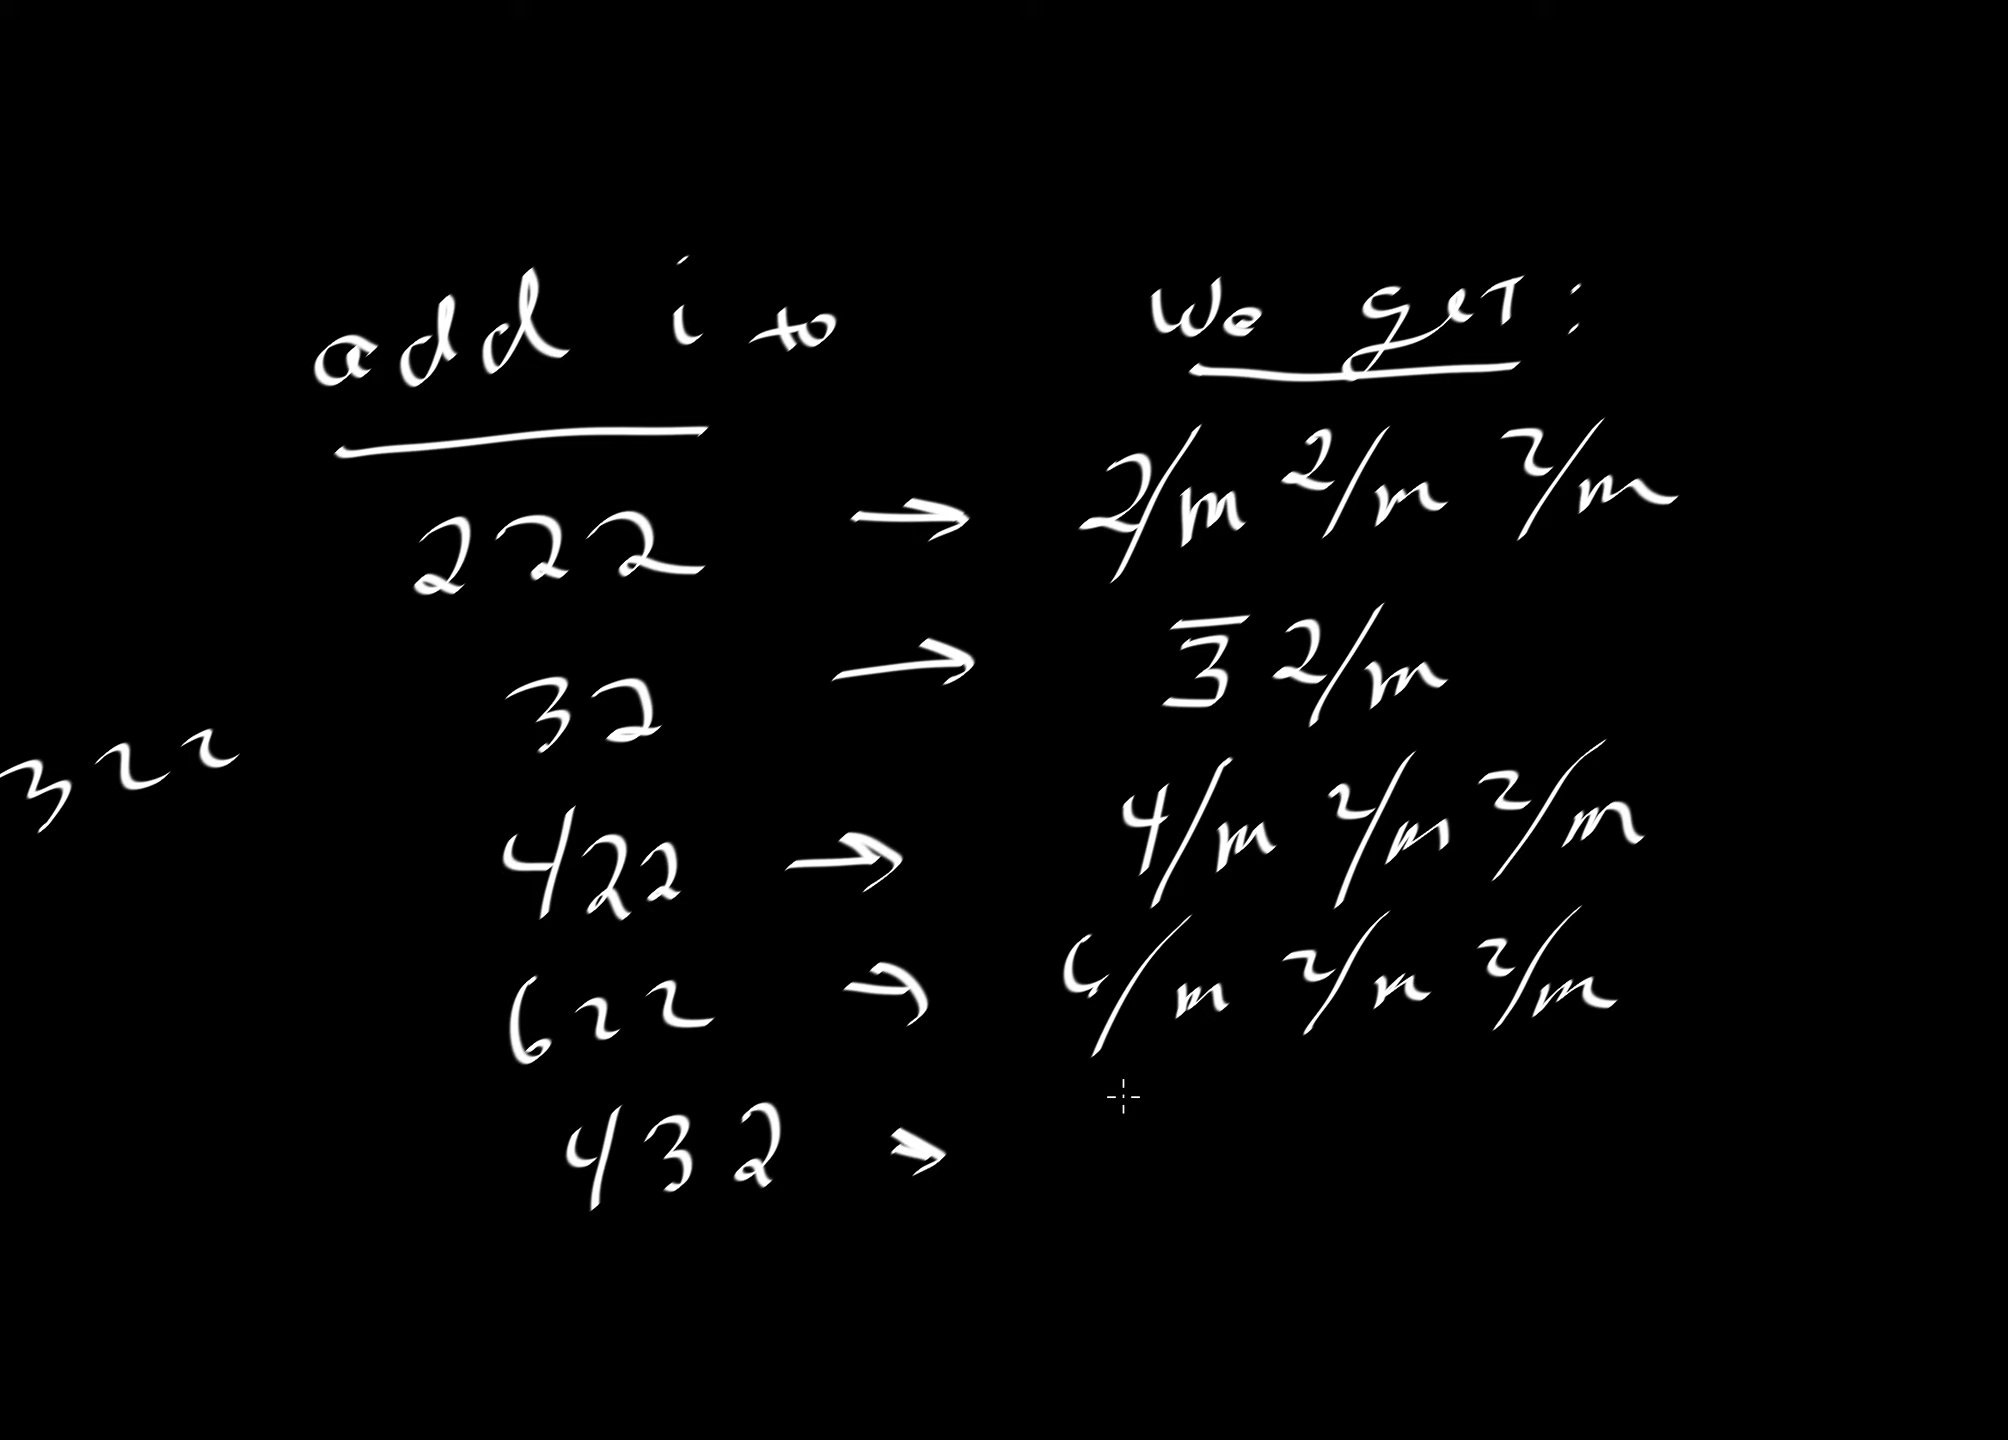 add i to We get:
222 → 2/m 2/m 2/m
32 → 3̅ 2/m
322
422 → 4/m 2/m 2/m
622 → 6/m 2/m 2/m
432 →